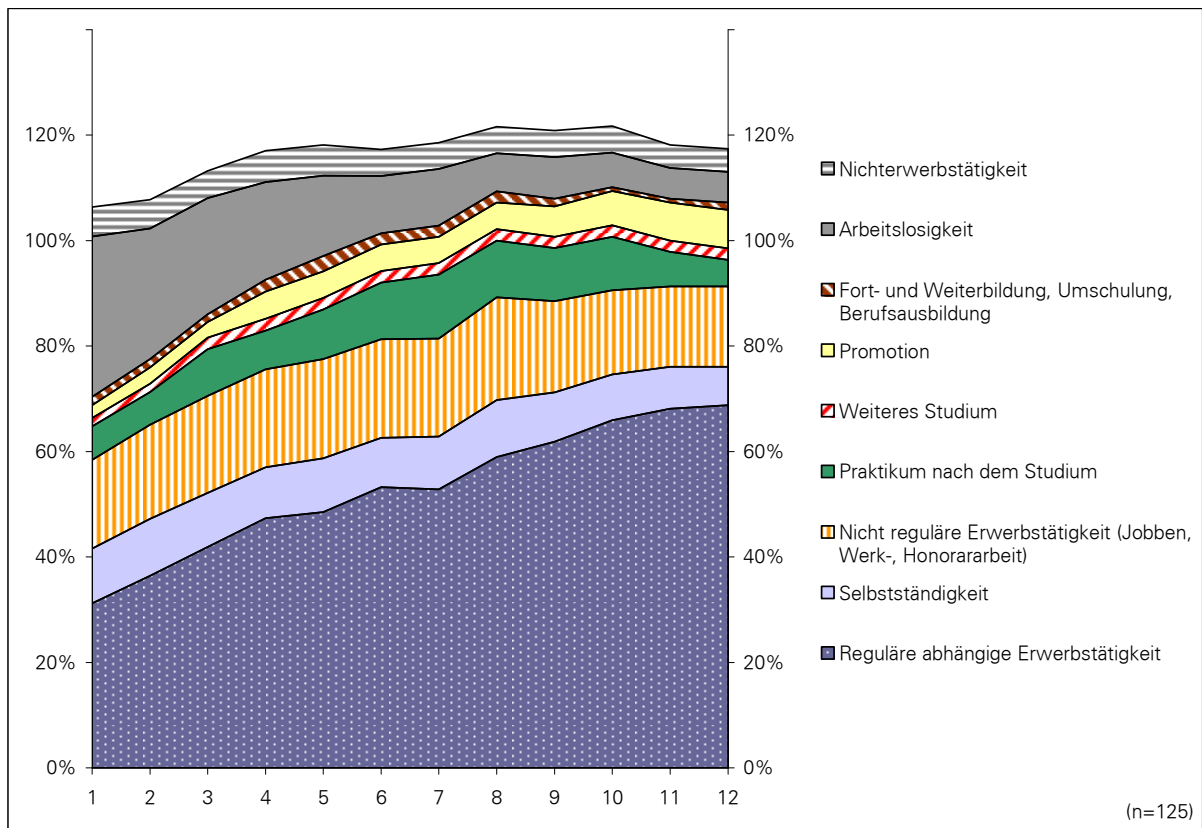 120%
100%
80%
60%
40%
20%
0%
1 2 3 4 5 6 7 8 9 10 11 12
120%
100%
80%
60%
40%
20%
0%
Nichterwerbstätigkeit
Arbeitslosigkeit
Fort- und Weiterbildung, Umschulung,
Berufsausbildung
Promotion
Weiteres Studium
Praktikum nach dem Studium
Nicht reguläre Erwerbstätigkeit (Jobben,
Werk-, Honorararbeit)
Selbstständigkeit
Reguläre abhängige Erwerbstätigkeit
(n=125)